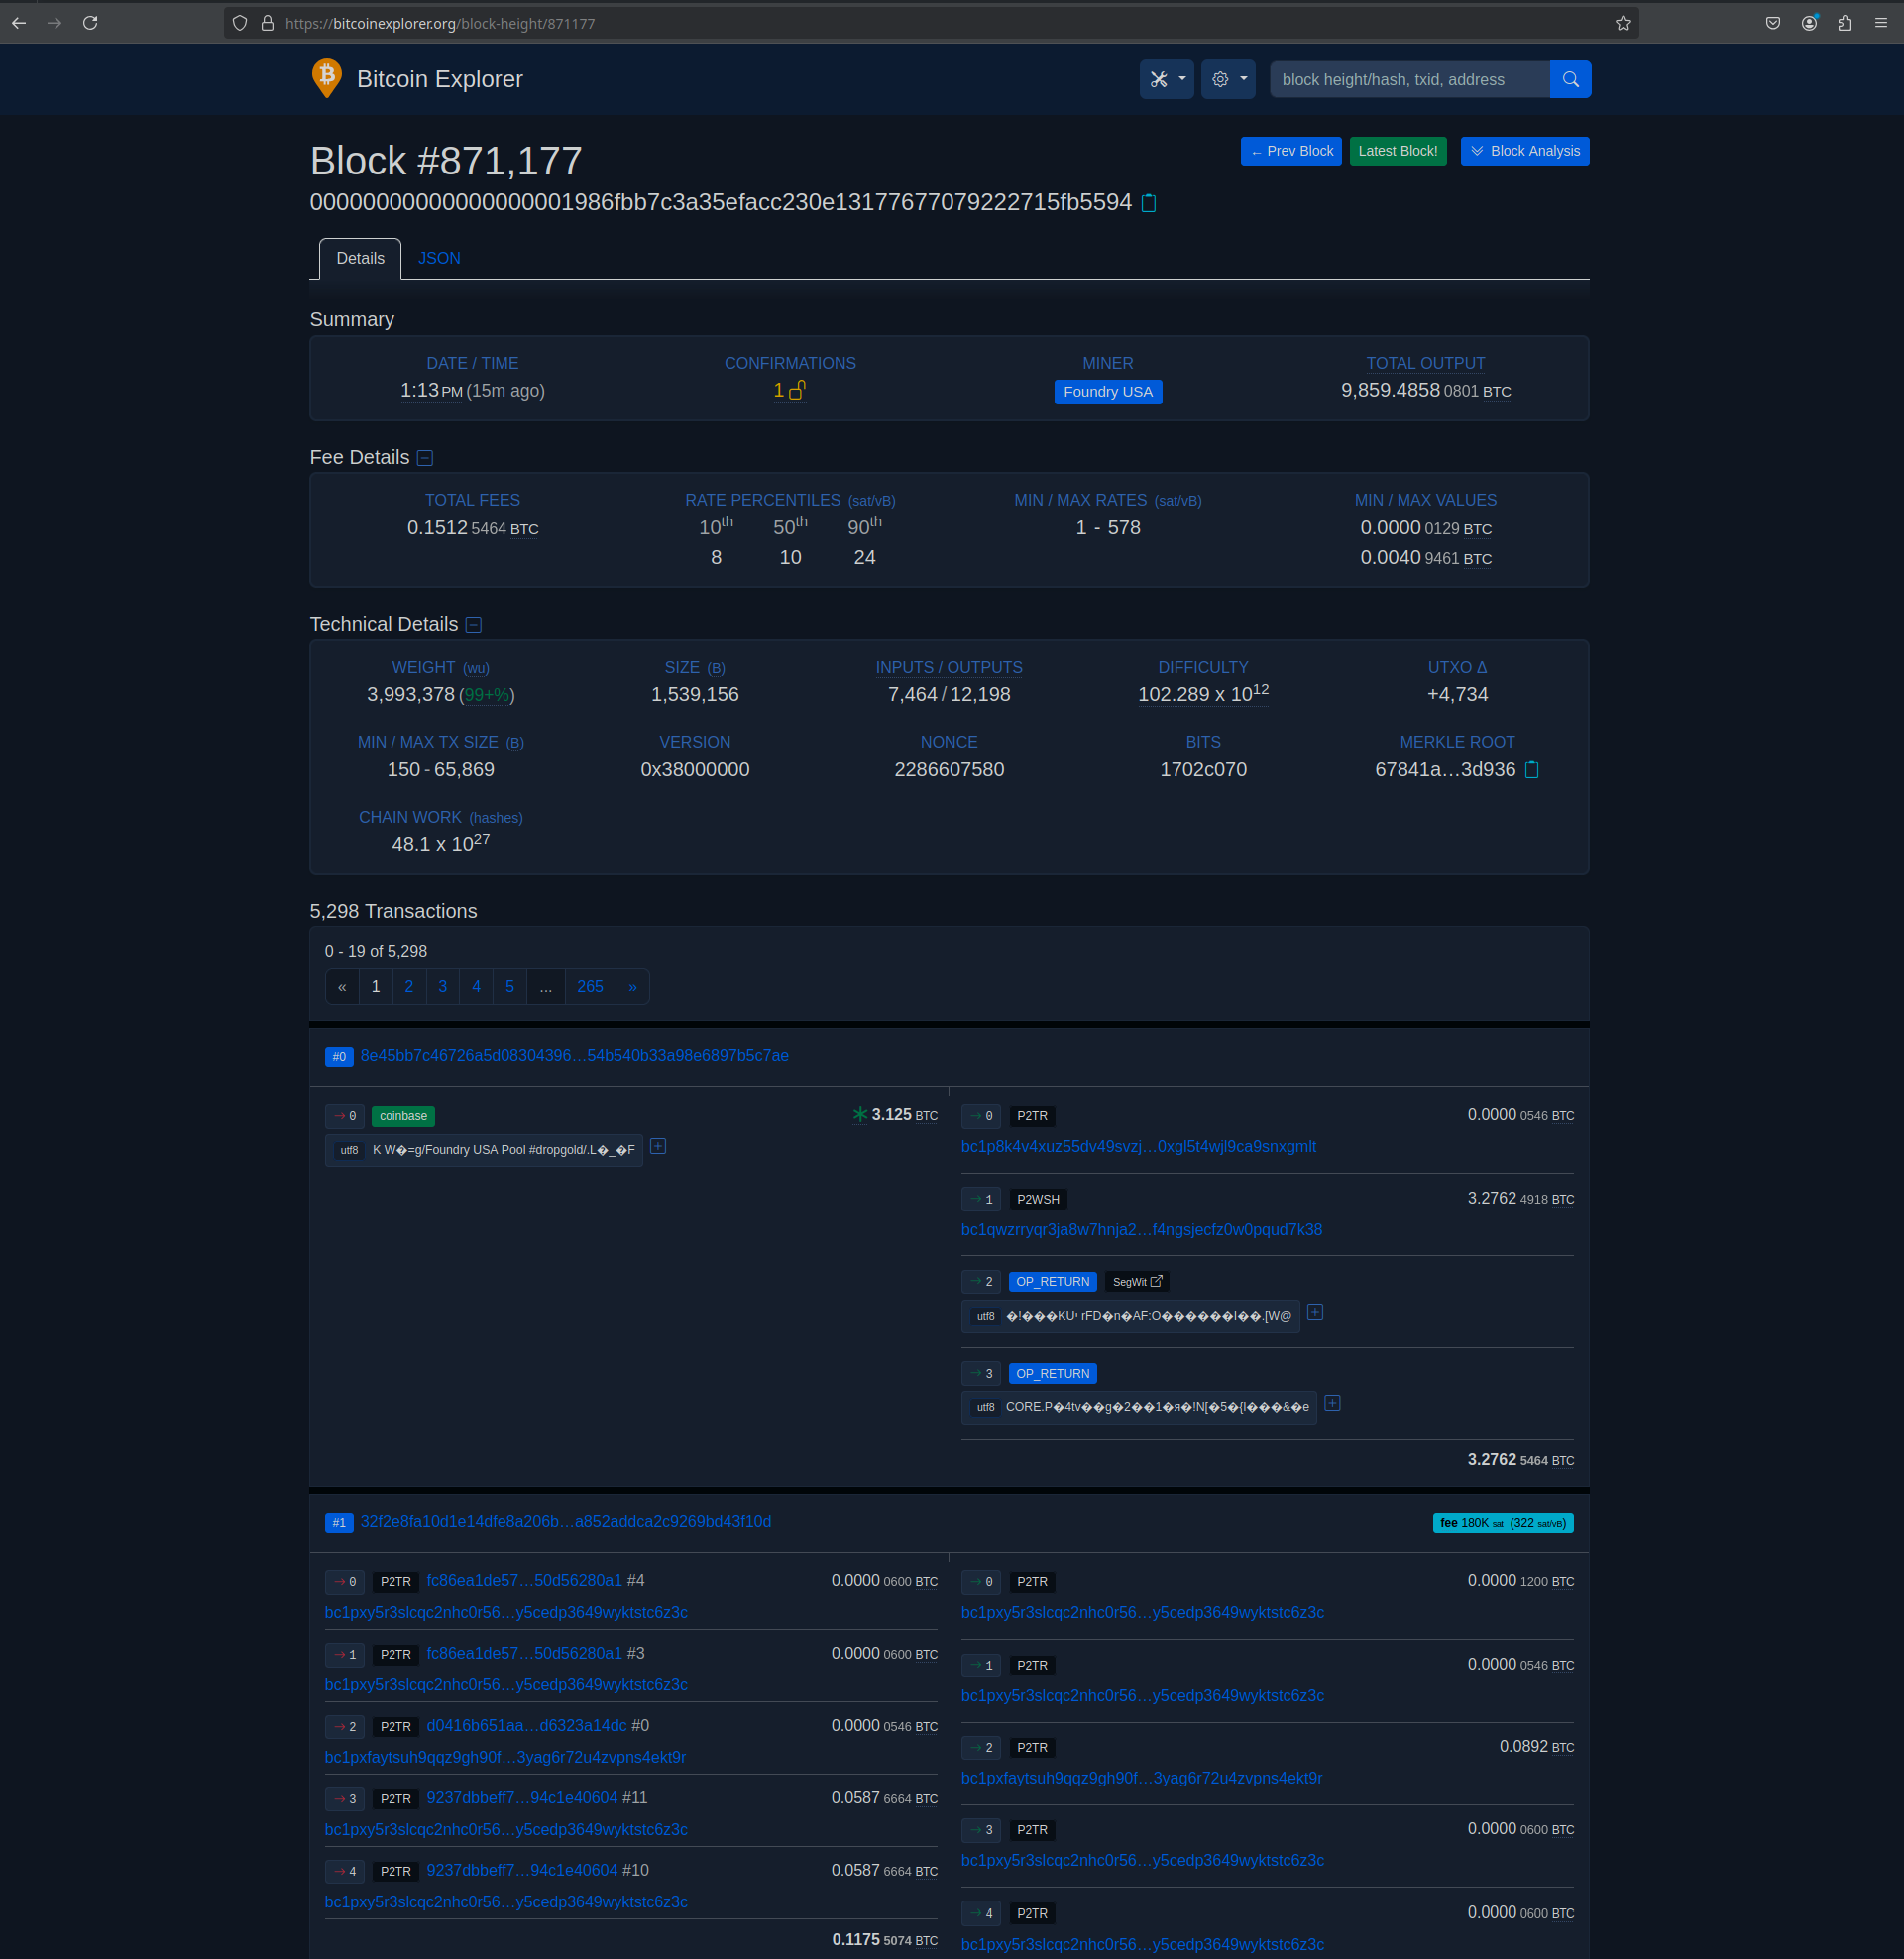 https://bitcoinexplorer.org/block-height/871177
Bitcoin Explorer
block height/hash, txid, address
Block #871,177
← Prev Block Latest Block! Block Analysis
00000000000000000001986fbb7c3a35efacc230e13177677079222715fb5594
Details JSON
Summary
DATE / TIME CONFIRMATIONS MINER TOTAL OUTPUT
1:13 PM (15m ago) 1 Foundry USA 9,859.4858 0801 BTC
Fee Details
TOTAL FEES RATE PERCENTILES (sat/vB) MIN / MAX RATES (sat/vB) MIN / MAX VALUES
0.1512 5464 BTC 10th 50th 90th 1 - 578 0.0000 0129 BTC
8 10 24 0.0040 9461 BTC
Technical Details
WEIGHT (wu) SIZE (B) INPUTS / OUTPUTS DIFFICULTY UTXO Δ
3,993,378 (99+%) 1,539,156 7,464 / 12,198 102.289 x 10^12 +4,734
MIN / MAX TX SIZE (B) VERSION NONCE BITS MERKLE ROOT
150 - 65,869 0x38000000 2286607580 1702c070 67841a…3d936
CHAIN WORK (hashes)
48.1 x 10^27
5,298 Transactions
0 - 19 of 5,298
« 1 2 3 4 5 ... 265 »
#0 8e45bb7c46726a5d08304396…54b540b33a98e6897b5c7ae
→ 0 coinbase 3.125 BTC
utf8 K W�=g/Foundry USA Pool #dropgold/.L�_�F
→ 0 P2TR 0.0000 0546 BTC
bc1p8k4v4xuz55dv49svzj…0xgl5t4wjl9ca9snxgmlt
→ 1 P2WSH 3.2762 4918 BTC
bc1qwzrryqr3ja8w7hnja2…f4ngsjecfz0w0pqud7k38
→ 2 OP_RETURN SegWit
utf8 �!���KU rFD�n�AF:O������I��.[W@
→ 3 OP_RETURN
utf8 CORE.P�4tv��g�2��1�я�!N[�5�{I���&�e
3.2762 5464 BTC
#1 32f2e8fa10d1e14dfe8a206b…a852addca2c9269bd43f10d fee 180K sat (322 sat/vB)
→ 0 P2TR fc86ea1de57…50d56280a1 #4 0.0000 0600 BTC
bc1pxy5r3slcqc2nhc0r56…y5cedp3649wyktstc6z3c
→ 1 P2TR fc86ea1de57…50d56280a1 #3 0.0000 0600 BTC
bc1pxy5r3slcqc2nhc0r56…y5cedp3649wyktstc6z3c
→ 2 P2TR d0416b651aa…d6323a14dc #0 0.0000 0546 BTC
bc1pxfaytsuh9qqz9gh90f…3yag6r72u4zvpns4ekt9r
→ 3 P2TR 9237dbbeff7…94c1e40604 #11 0.0587 6664 BTC
bc1pxy5r3slcqc2nhc0r56…y5cedp3649wyktstc6z3c
→ 4 P2TR 9237dbbeff7…94c1e40604 #10 0.0587 6664 BTC
bc1pxy5r3slcqc2nhc0r56…y5cedp3649wyktstc6z3c
0.1175 5074 BTC
→ 0 P2TR 0.0000 1200 BTC
bc1pxy5r3slcqc2nhc0r56…y5cedp3649wyktstc6z3c
→ 1 P2TR 0.0000 0546 BTC
bc1pxy5r3slcqc2nhc0r56…y5cedp3649wyktstc6z3c
→ 2 P2TR 0.0892 BTC
bc1pxfaytsuh9qqz9gh90f…3yag6r72u4zvpns4ekt9r
→ 3 P2TR 0.0000 0600 BTC
bc1pxy5r3slcqc2nhc0r56…y5cedp3649wyktstc6z3c
→ 4 P2TR 0.0000 0600 BTC
bc1pxy5r3slcqc2nhc0r56…y5cedp3649wyktstc6z3c